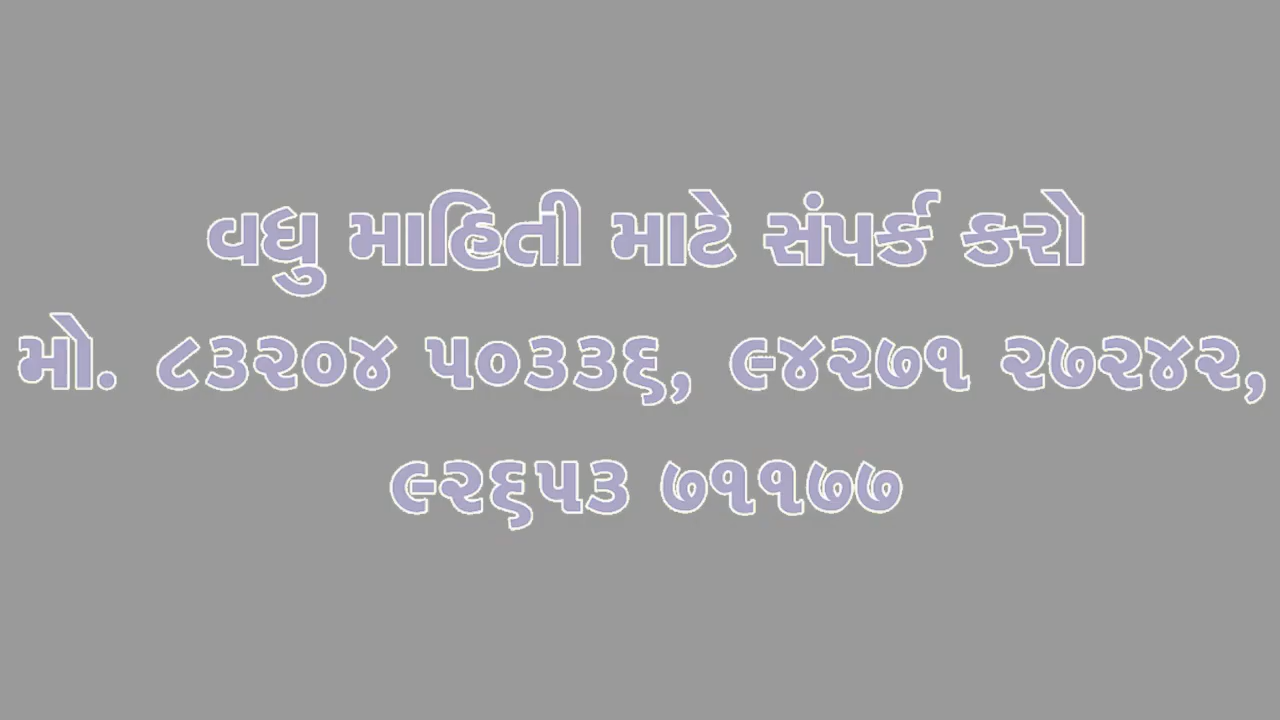 વધુ માહિતી માટે સંપર્ક કરો
મો. ૮૩૨૦૪ ૫૦૩૩૬, ૯૪૨૭૧ ૨૭૨૪૨,
૯૨૬૫૩ ૭૧૧૭૭